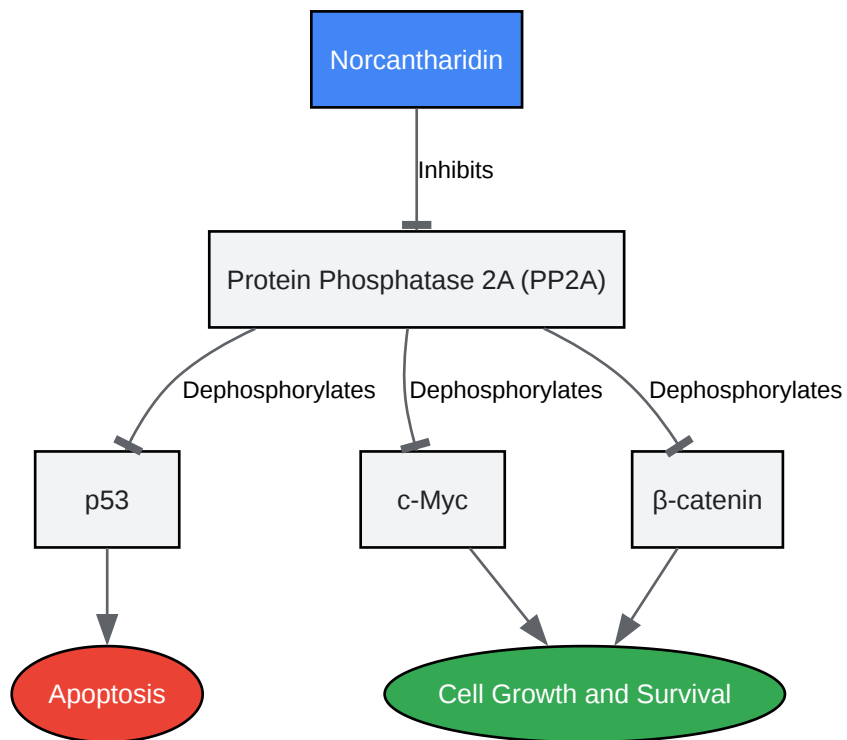 Norcantharidin
Inhibits
Protein Phosphatase 2A (PP2A)
Dephosphorylates
Dephosphorylates
Dephosphorylates
p53
c-Myc
β-catenin
Apoptosis
Cell Growth and Survival